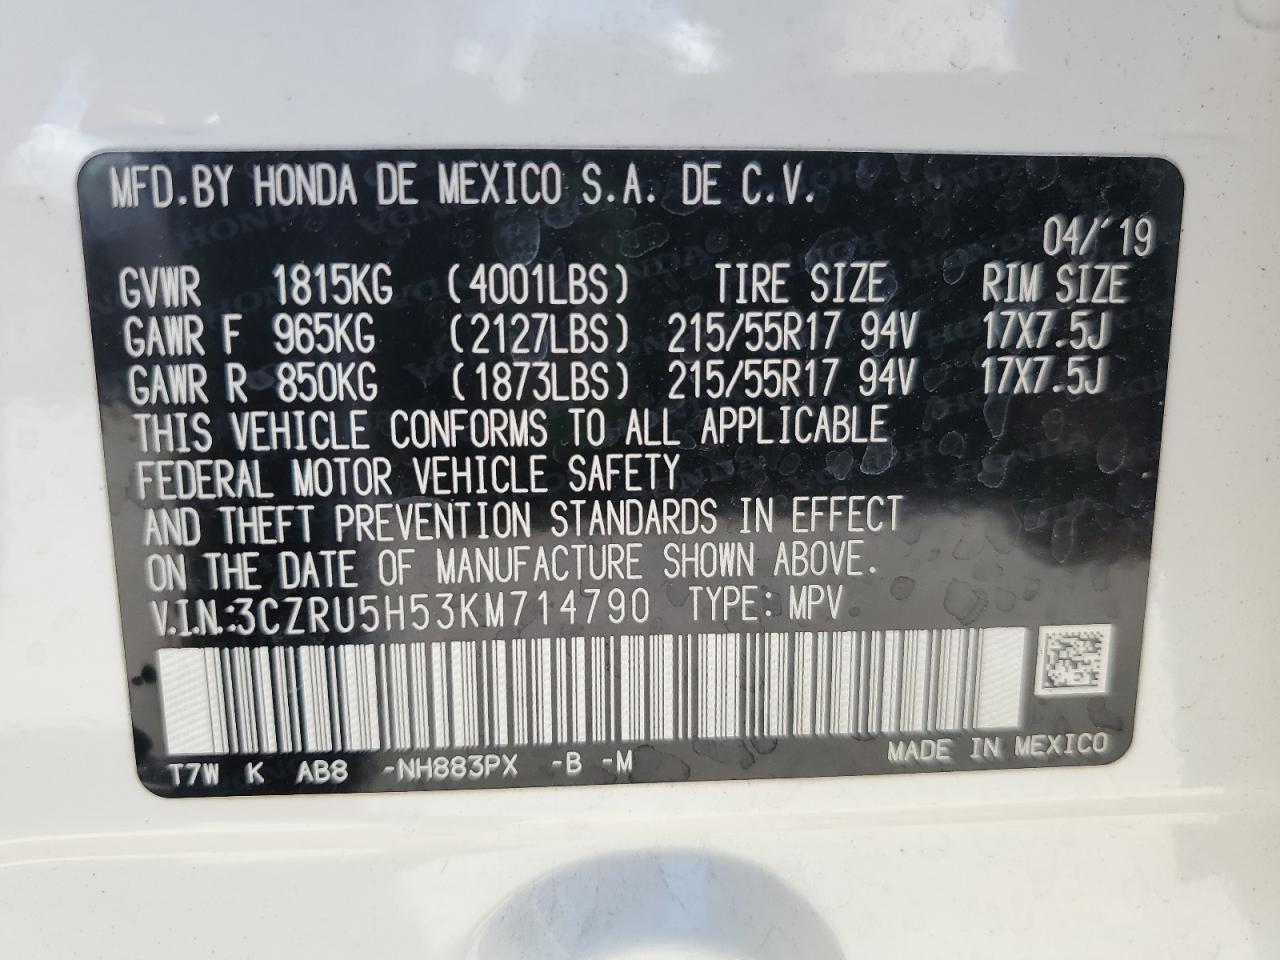 MFD.BY HONDA DE MEXICO S.A. DE C.V.
04/'19
GVWR 1815KG (4001LBS) TIRE SIZE RIM SIZE
GAWR F 965KG (2127LBS) 215/55R17 94V 17X7.5J
GAWR R 850KG (1873LBS) 215/55R17 94V 17X7.5J
THIS VEHICLE CONFORMS TO ALL APPLICABLE
FEDERAL MOTOR VEHICLE SAFETY
AND THEFT PREVENTION STANDARDS IN EFFECT
ON THE DATE OF MANUFACTURE SHOWN ABOVE.
V.I.N.:3CZRU5H53KM714790 TYPE: MPV
T7W K AB8 -NH883PX -B -M MADE IN MEXICO